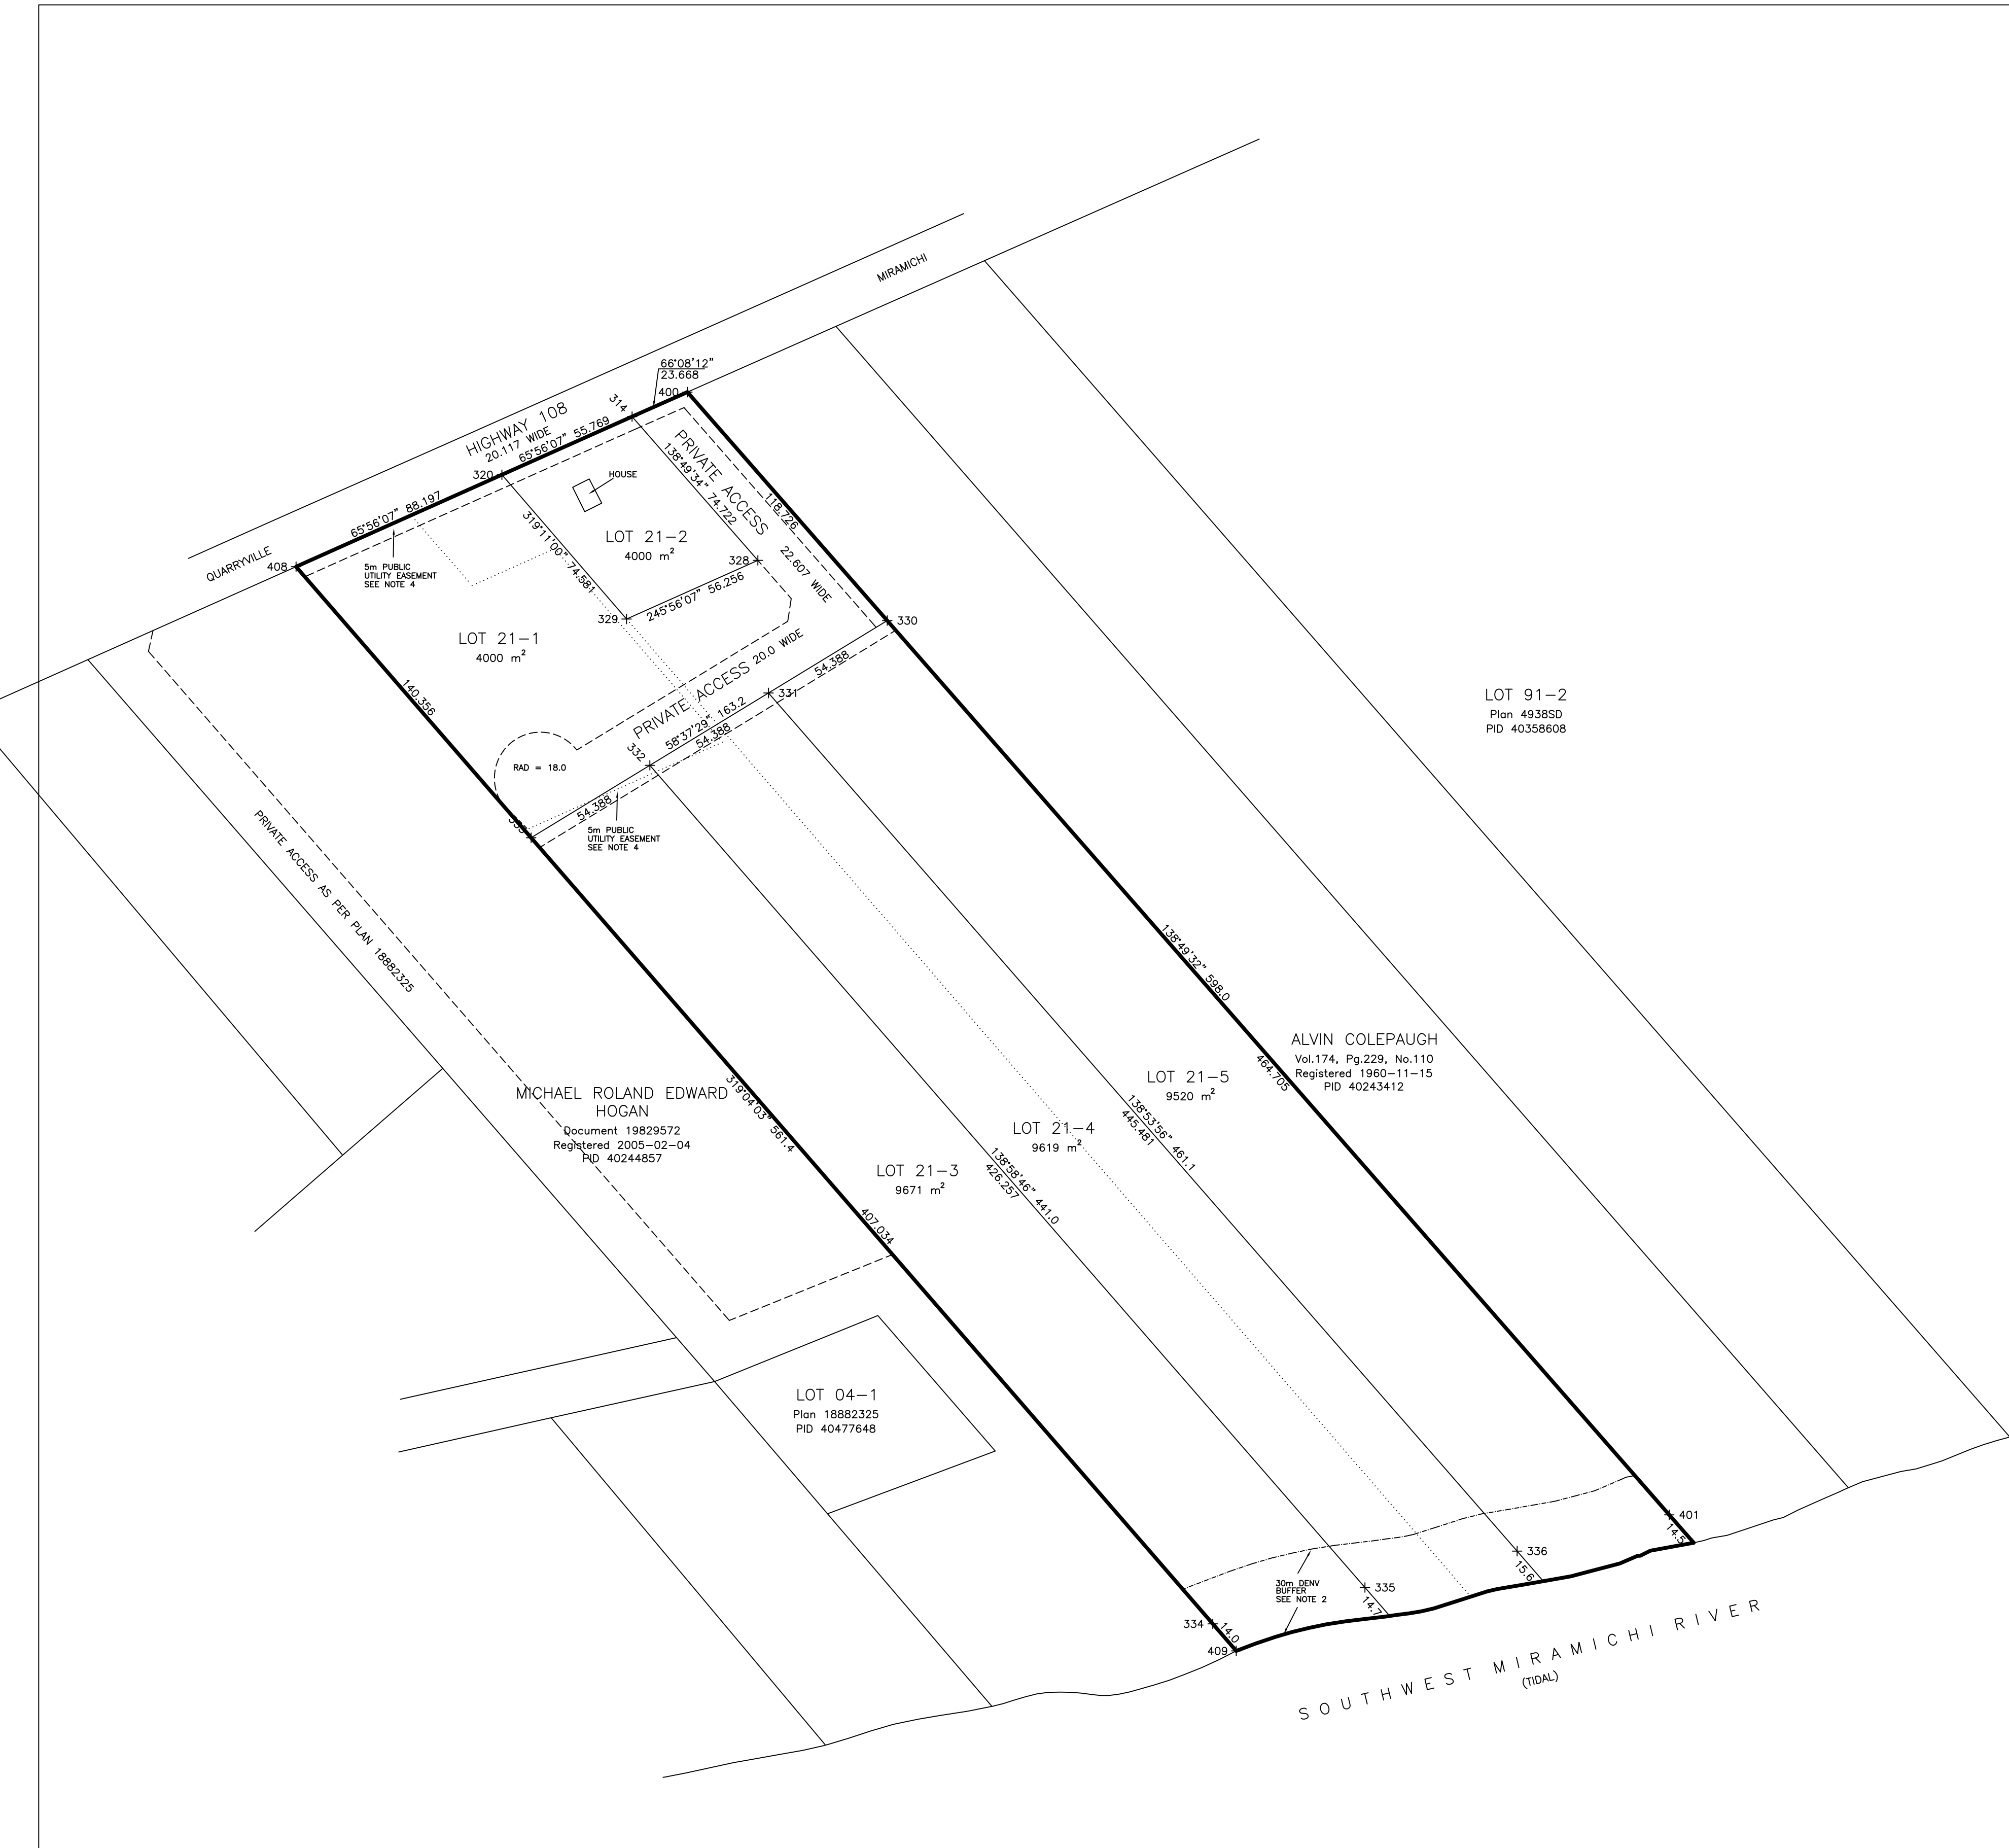 MIRAMICHI
66°08'12"
23.668
400
314
HIGHWAY 108
20.117 WIDE
65°56'07" 55.769
320
65°56'07" 88.197
QUARRYVILLE
408
5m PUBLIC
UTILITY EASEMENT
SEE NOTE 4
HOUSE
LOT 21-2
4000 m²
PRIVATE ACCESS
138°49'34" 74.722
118.726
22.607 WIDE
319°11'00" 74.581
328
245°56'07" 56.256
329
330
LOT 21-1
4000 m²
PRIVATE ACCESS 20.0 WIDE
54.388
331
58°37'29" 163.2
54.388
332
140.356
RAD = 18.0
54.388
5m PUBLIC
UTILITY EASEMENT
SEE NOTE 4
LOT 91-2
Plan 4938SD
PID 40358608
PRIVATE ACCESS AS PER PLAN 18882325
138°49'32" 598.0
464.705
ALVIN COLEPAUGH
Vol.174, Pg.229, No.110
Registered 1960-11-15
PID 40243412
LOT 21-5
9520 m²
138°53'56" 461.1
445.481
LOT 21-4
9619 m²
138°58'46" 441.0
426.257
LOT 21-3
9671 m²
MICHAEL ROLAND EDWARD
HOGAN
Document 19829572
Registered 2005-02-04
PID 40244857
319°04'03" 561.4
407.034
LOT 04-1
Plan 18882325
PID 40477648
401
14.5
336
15.6
335
14.7
30m DENV
BUFFER
SEE NOTE 2
334
14.0
409
SOUTHWEST MIRAMICHI RIVER
(TIDAL)